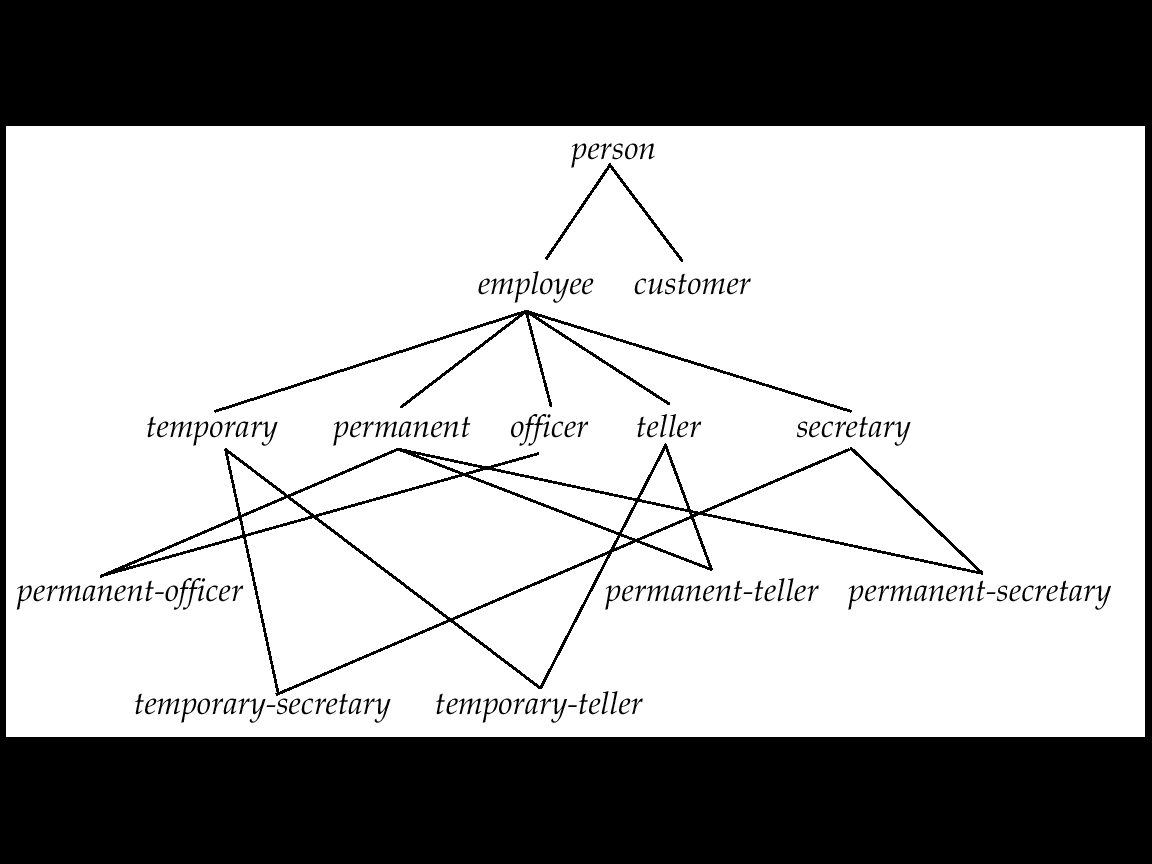 person
employee customer
temporary permanent officer teller secretary
permanent-officer permanent-teller permanent-secretary
temporary-secretary temporary-teller